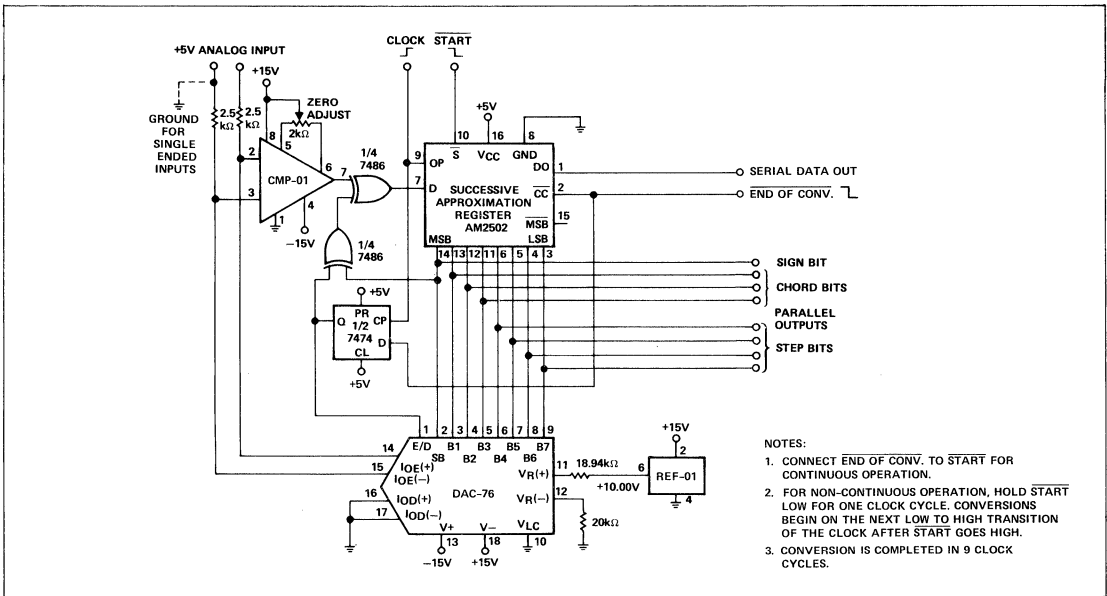 CLOCK START
+5V ANALOG INPUT
+15V
ZERO
ADJUST
+5V
GROUND
FOR
SINGLE
ENDED
INPUTS
2.5
kΩ
2.5
kΩ
8
5
2kΩ
1/4
7486
10
16
8
S
VCC
GND
2
6
7
9
OP
DO
1
SERIAL DATA OUT
CMP-01
7
D
SUCCESSIVE
APPROXIMATION
REGISTER
AM2502
CC
2
END OF CONV.
3
4
1
MSB
15
-15V
MSB
LSB
1/4
7486
14 13 12 11 6 5 4 3
SIGN BIT
CHORD BITS
+5V
PR
Q
CP
1/2
7474
D
CL
+5V
PARALLEL
OUTPUTS
STEP BITS
1 2 3 4 5 6 7 8 9
E/D B1 B3 B5 B7
SB B2 B4 B6
14
IOE(+)
15
IOE(-)
16
IOD(+)
17
IOD(-)
DAC-76
VR(+)
11
18.94kΩ
+10.00V
6
REF-01
+15V
2
4
VR(-)
12
20kΩ
V+
V-
VLC
13
18
10
-15V
+15V
NOTES:
1. CONNECT END OF CONV. TO START FOR
CONTINUOUS OPERATION.
2. FOR NON-CONTINUOUS OPERATION, HOLD START
LOW FOR ONE CLOCK CYCLE. CONVERSIONS
BEGIN ON THE NEXT LOW TO HIGH TRANSITION
OF THE CLOCK AFTER START GOES HIGH.
3. CONVERSION IS COMPLETED IN 9 CLOCK
CYCLES.